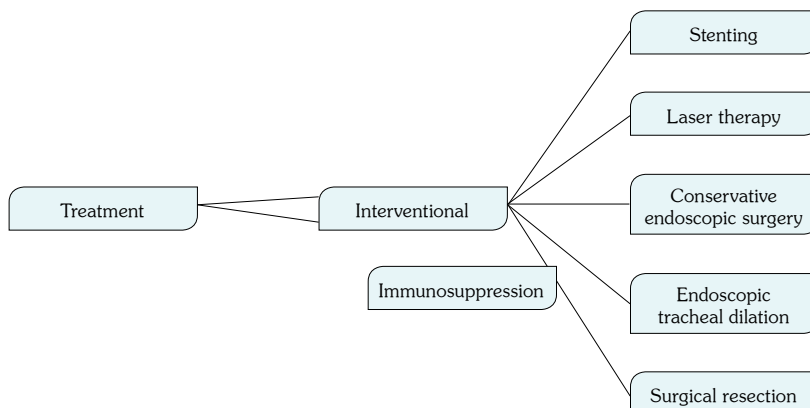 Stenting
Laser therapy
Conservative
endoscopic surgery
Treatment
Interventional
Immunosuppression
Endoscopic
tracheal dilation
Surgical resection